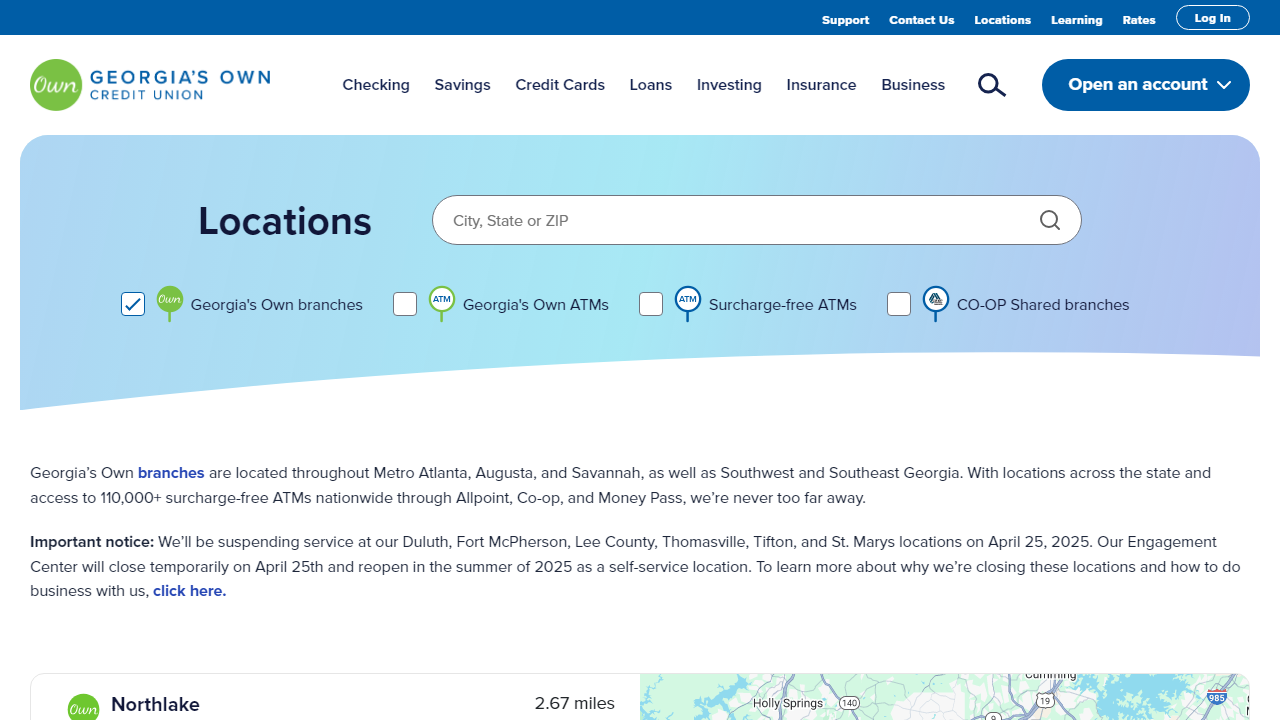 Support Contact Us Locations Learning Rates Log In
Own GEORGIA'S OWN
CREDIT UNION
Checking Savings Credit Cards Loans Investing Insurance Business Open an account
Locations City, State or ZIP
Own Georgia's Own branches ATM Georgia's Own ATMs ATM Surcharge-free ATMs CO-OP Shared branches
Georgia’s Own branches are located throughout Metro Atlanta, Augusta, and Savannah, as well as Southwest and Southeast Georgia. With locations across the state and
access to 110,000+ surcharge-free ATMs nationwide through Allpoint, Co-op, and Money Pass, we’re never too far away.
Important notice: We’ll be suspending service at our Duluth, Fort McPherson, Lee County, Thomasville, Tifton, and St. Marys locations on April 25, 2025. Our Engagement
Center will close temporarily on April 25th and reopen in the summer of 2025 as a self-service location. To learn more about why we’re closing these locations and how to do
business with us, click here.
Own Northlake 2.67 miles
Cumming
Holly Springs 140 19 985
9